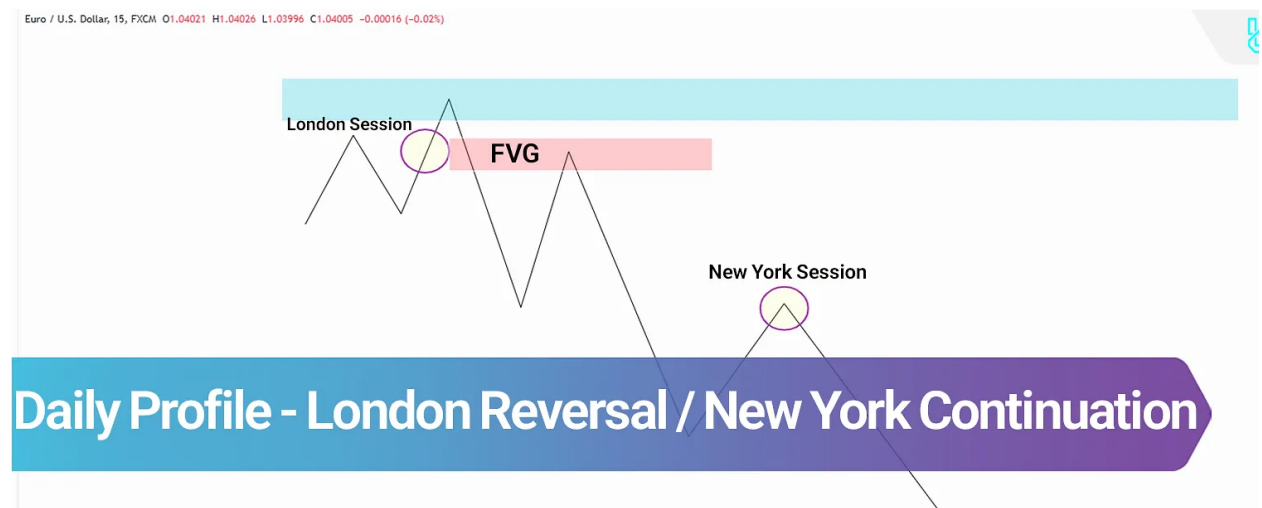 Euro / U.S. Dollar, 15, FXCM O1.04021 H1.04026 L1.03996 C1.04005 −0.00016 (−0.02%)
London Session
FVG
New York Session
Daily Profile - London Reversal / New York Continuation